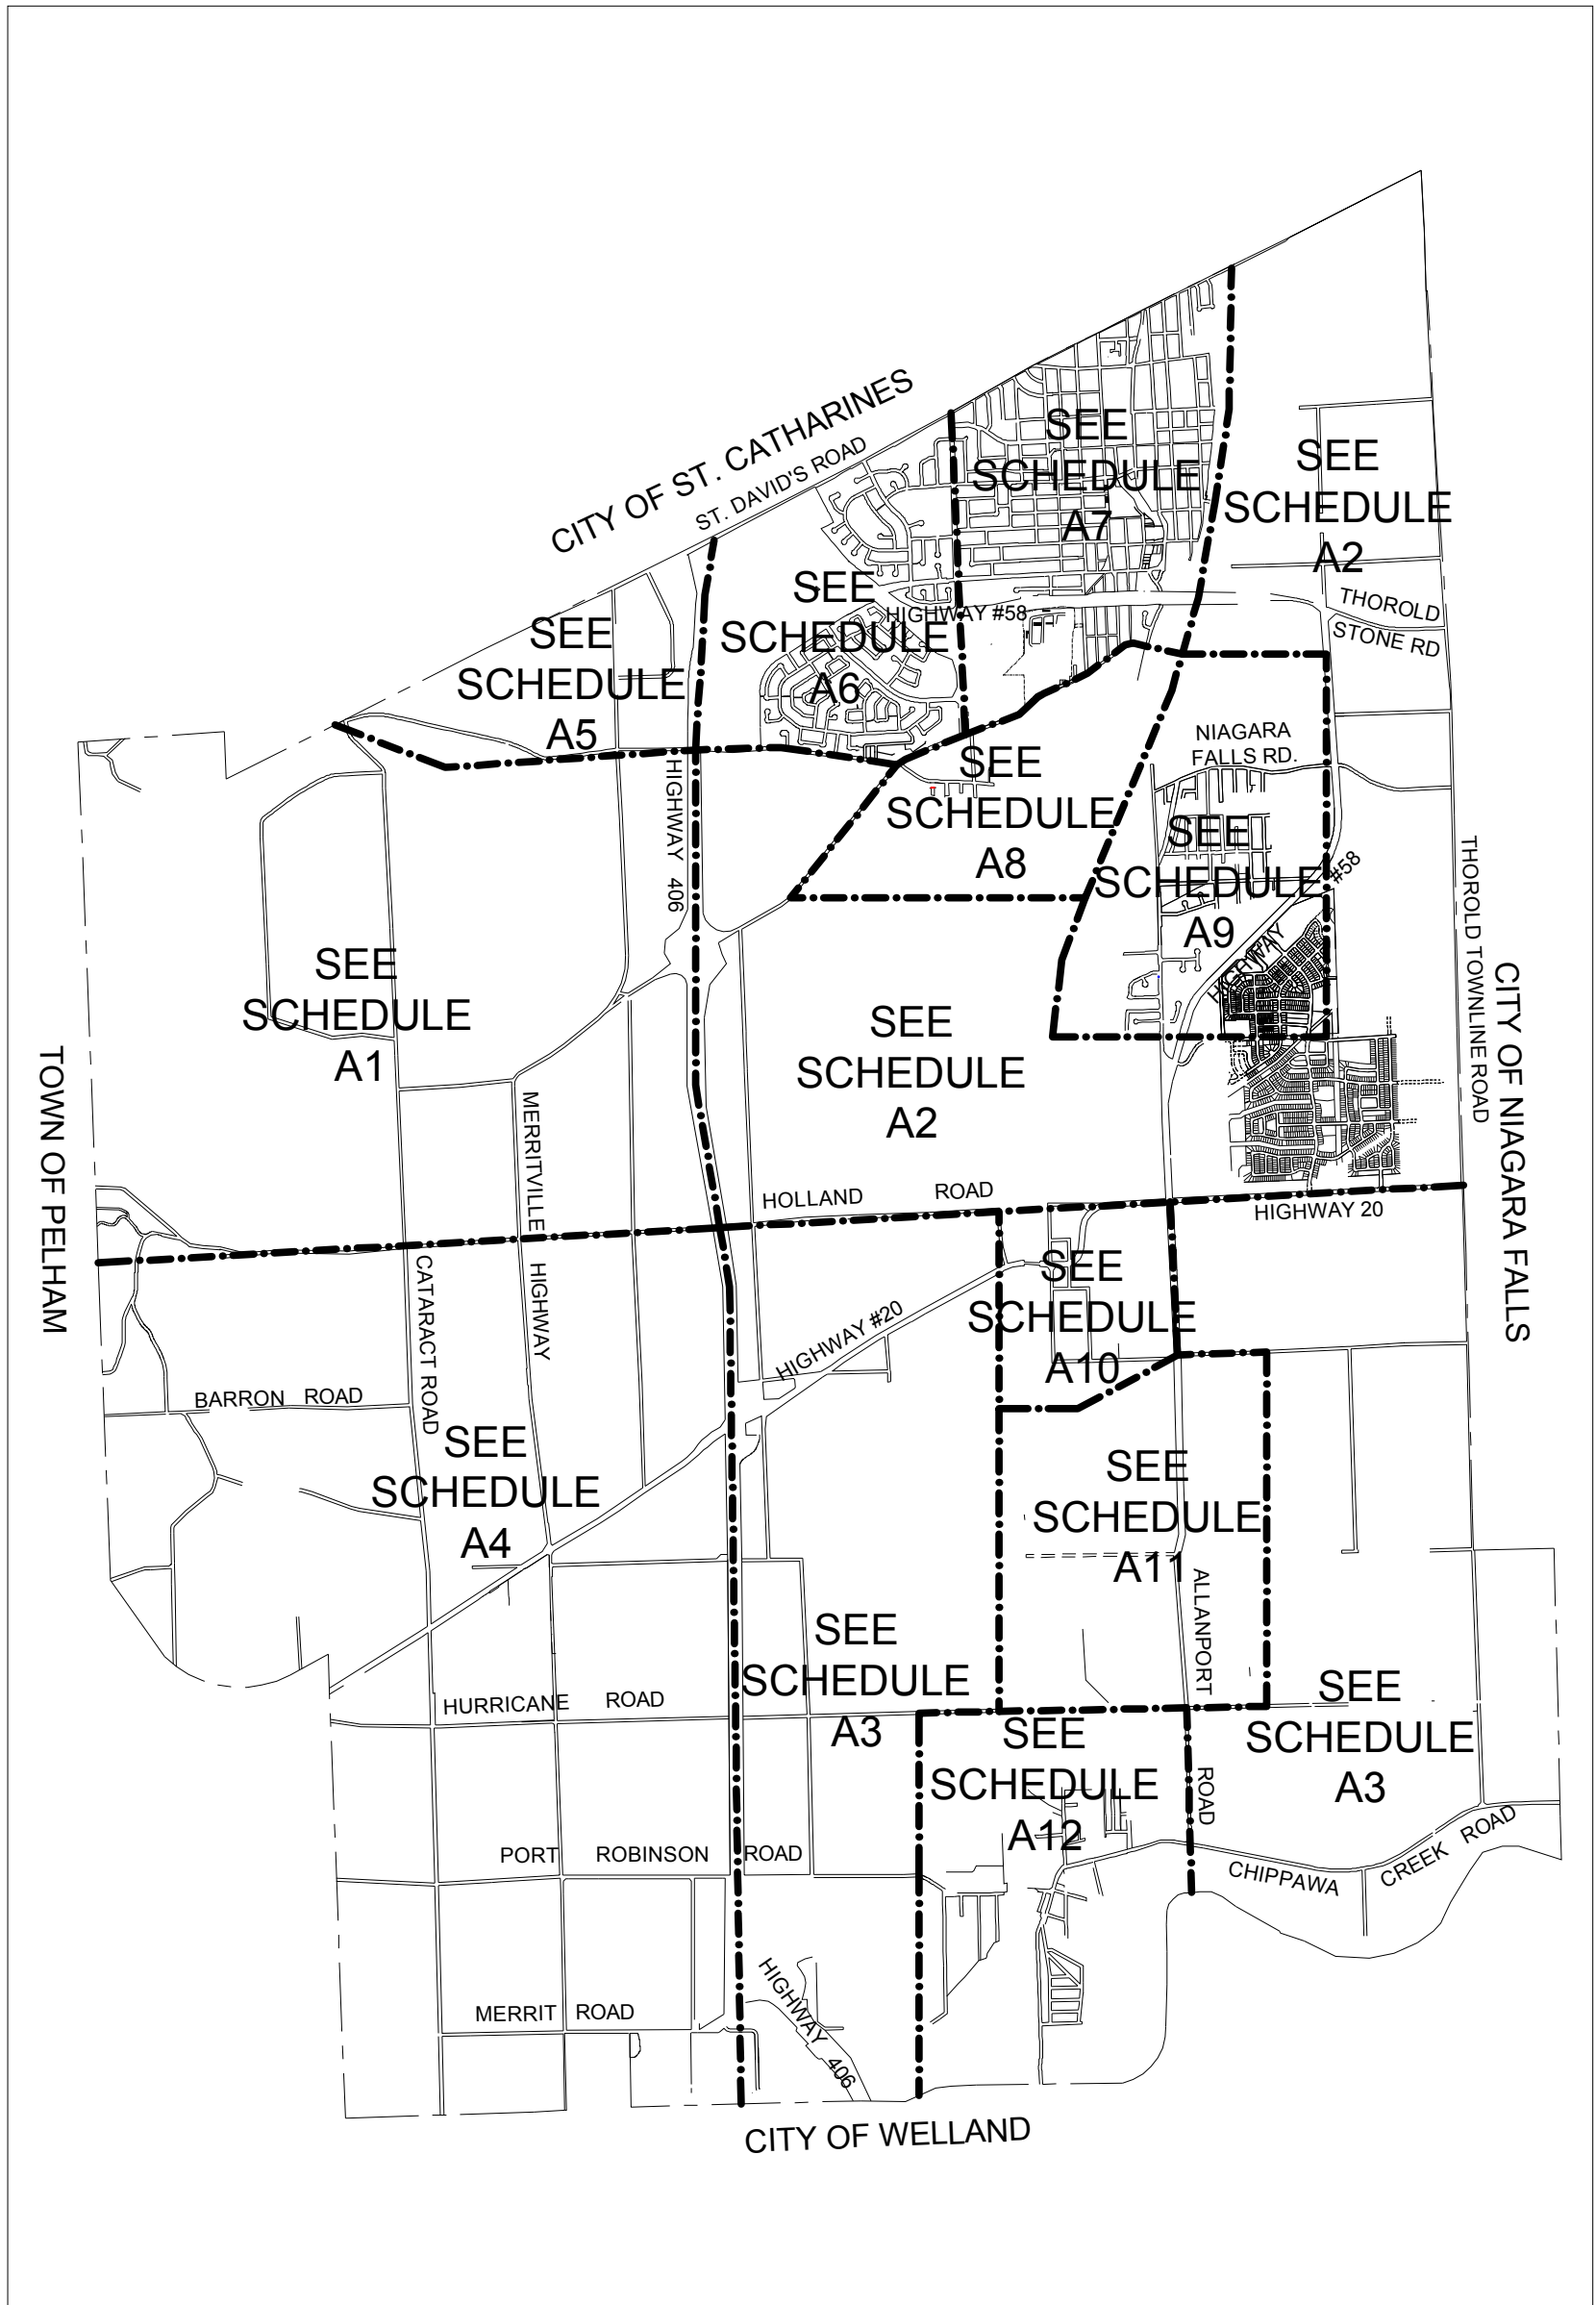 CITY OF ST. CATHARINES
ST. DAVID'S ROAD
SEE
SCHEDULE
A7
SEE
SCHEDULE
A2
SEE
SCHEDULE
A6
HIGHWAY #58
THOROLD
STONE RD
SEE
SCHEDULE
A5
NIAGARA
FALLS RD.
SEE
SCHEDULE
A8
HIGHWAY 406
SEE
SCHEDULE
A9
HIGHWAY #58
THOROLD TOWNLINE ROAD
CITY OF NIAGARA FALLS
SEE
SCHEDULE
A1
SEE
SCHEDULE
A2
TOWN OF PELHAM
MERRITVILLE HIGHWAY
HOLLAND ROAD
HIGHWAY 20
CATARACT ROAD
SEE
SCHEDULE
A10
HIGHWAY #20
BARRON ROAD
SEE
SCHEDULE
A4
SEE
SCHEDULE
A11
ALLANPORT ROAD
SEE
SCHEDULE
A3
HURRICANE ROAD
SEE
SCHEDULE
A3
SEE
SCHEDULE
A12
PORT ROBINSON ROAD
CHIPPAWA CREEK ROAD
MERRIT ROAD
HIGHWAY 406
CITY OF WELLAND